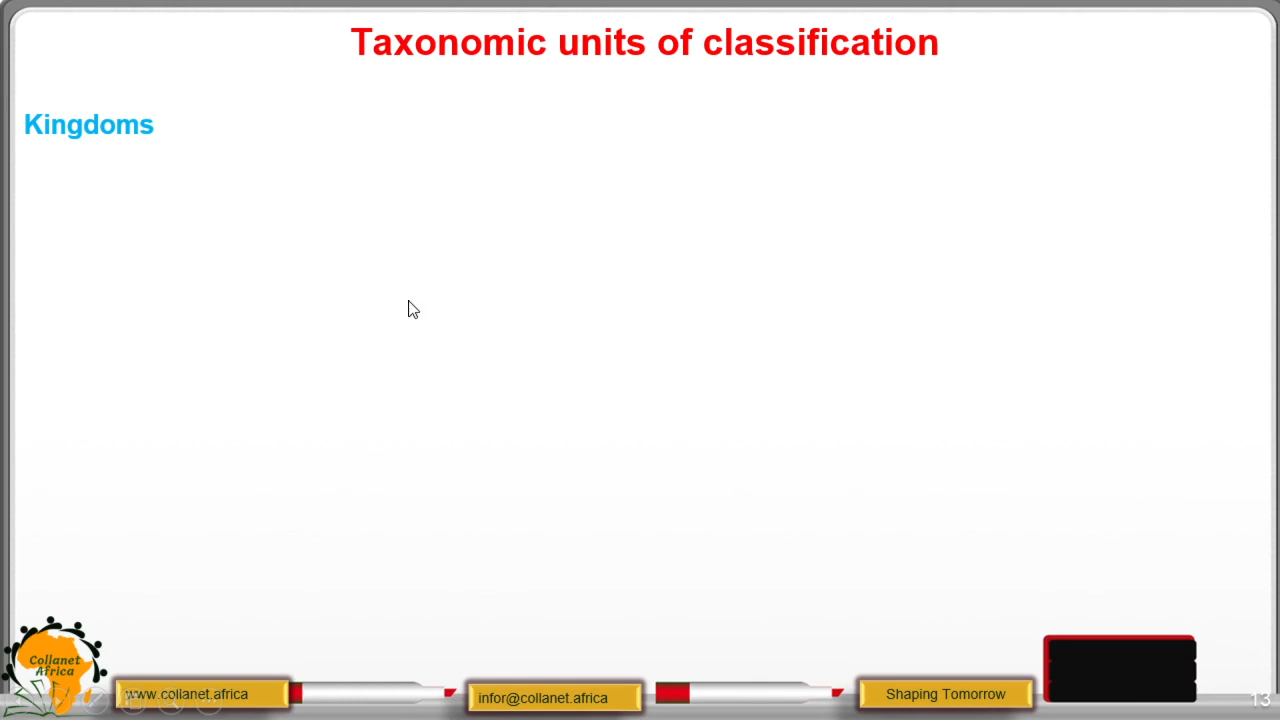 Taxonomic units of classification
Kingdoms
Collanet
Africa
www.collanet.africa
infor@collanet.africa
Shaping Tomorrow
13